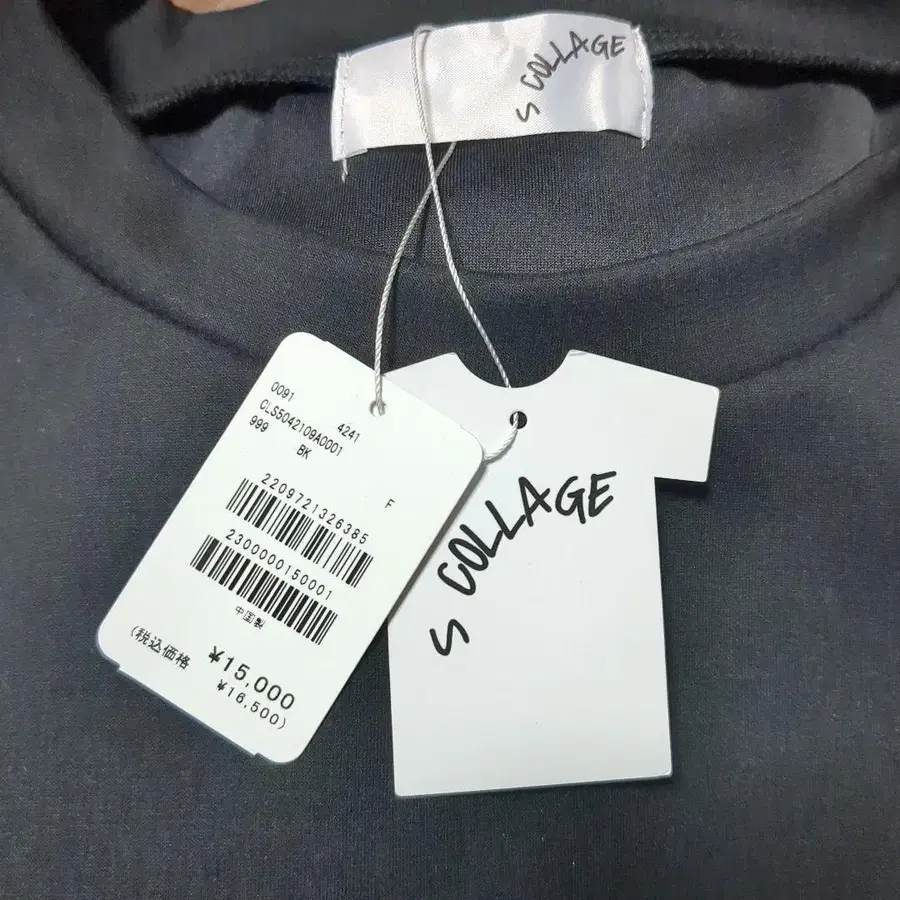 S COLLAGE
0091 4241
CLS5042109A0001
999 BK
F
2209721326385
2300000150001
中国製
¥15,000
(税込価格 ¥16,500)
S COLLAGE